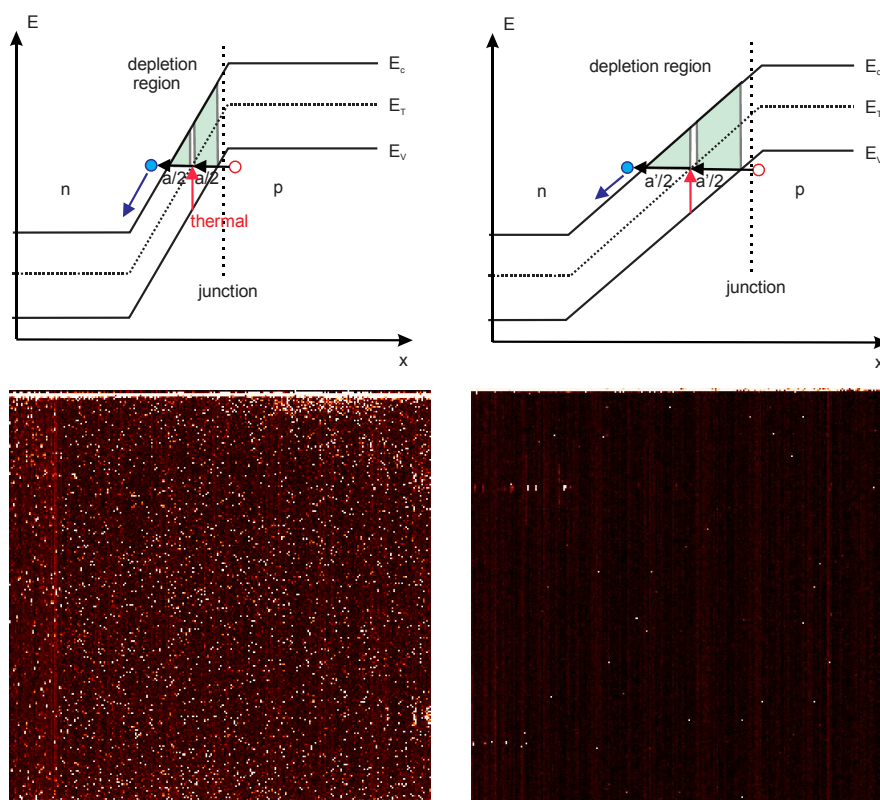 E
depletion
region
E_c
E_T
E_V
a/2
a/2
n
p
thermal
junction
x
E
depletion region
E_c
E_T
E_V
a'/2
a'/2
n
p
junction
x